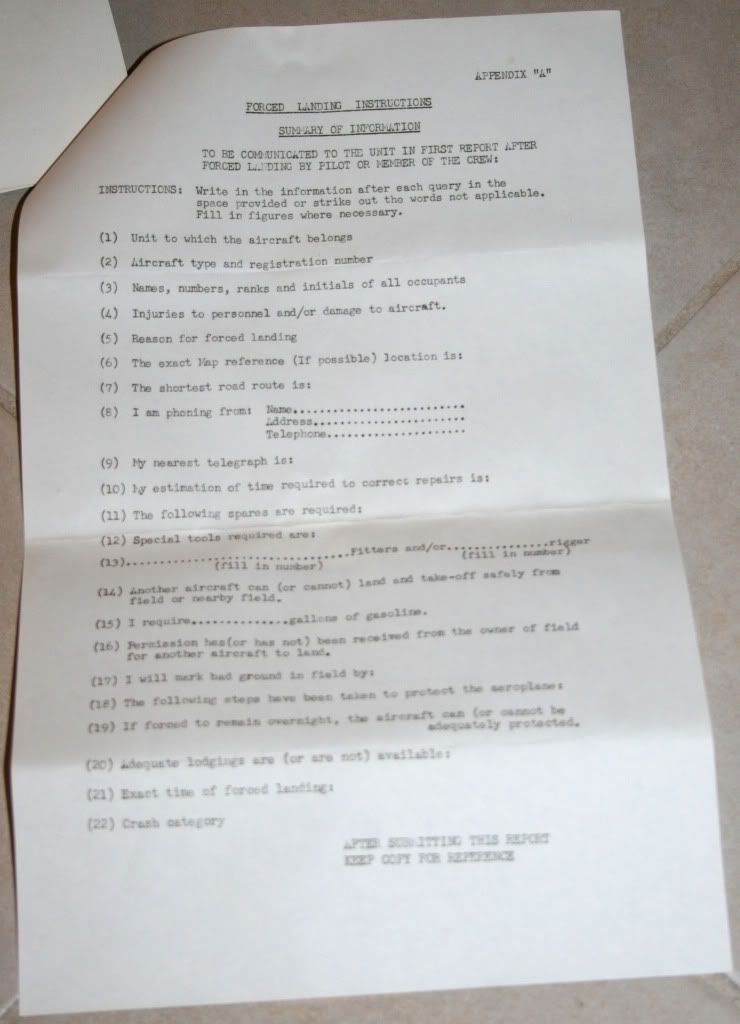 APPENDIX "A"
FORCED LANDING INSTRUCTIONS
SUMMARY OF INFORMATION
TO BE COMMUNICATED TO THE UNIT IN FIRST REPORT AFTER
FORCED LANDING BY PILOT OR MEMBER OF THE CREW:
INSTRUCTIONS: Write in the information after each query in the
space provided or strike out the words not applicable.
Fill in figures where necessary.
(1) Unit to which the aircraft belongs
(2) Aircraft type and registration number
(3) Names, numbers, ranks and initials of all occupants
(4) Injuries to personnel and/or damage to aircraft.
(5) Reason for forced landing
(6) The exact Map reference (If possible) location is:
(7) The shortest road route is:
(8) I am phoning from: Name..........................
Address.......................
Telephone.....................
(9) My nearest telegraph is:
(10) My estimation of time required to correct repairs is:
(11) The following spares are required:
(12) Special tools required are:
(13)..................................Fitters and/or...............rigger
(fill in number) (fill in number)
(14) Another aircraft can (or cannot) land and take-off safely from
field or nearby field.
(15) I require...............gallons of gasoline.
(16) Permission has(or has not) been received from the owner of field
for another aircraft to land.
(17) I will mark bad ground in field by:
(18) The following steps have been taken to protect the aeroplane:
(19) If forced to remain overnight, the aircraft can (or cannot be
adequately protected.
(20) Adequate lodgings are (or are not) available:
(21) Exact time of forced landing:
(22) Crash category
AFTER SUBMITTING THIS REPORT
KEEP COPY FOR REFERENCE